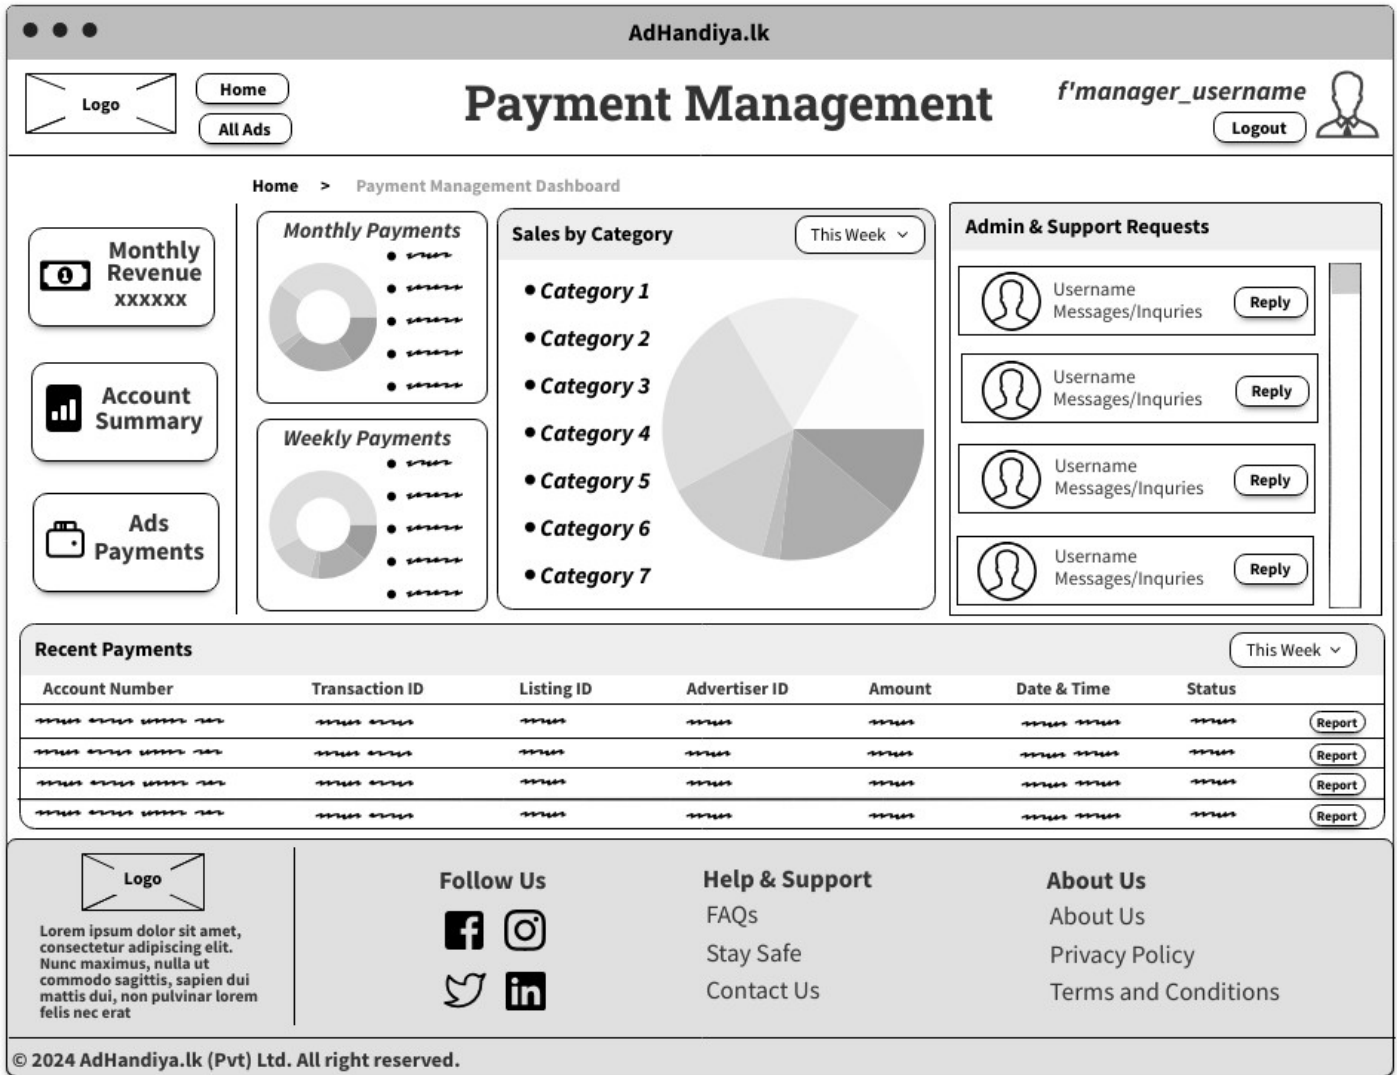 AdHandiya.lk
Logo
Home
All Ads
Payment Management
f'manager_username
Logout
Home > Payment Management Dashboard
Monthly
Revenue
xxxxxx
Account
Summary
Ads
Payments
Monthly Payments
Weekly Payments
Sales by Category
This Week
Category 1
Category 2
Category 3
Category 4
Category 5
Category 6
Category 7
Admin & Support Requests
Username
Messages/Inquries
Reply
Username
Messages/Inquries
Reply
Username
Messages/Inquries
Reply
Username
Messages/Inquries
Reply
Recent Payments
This Week
Account Number Transaction ID Listing ID Advertiser ID Amount Date & Time Status
Report
Report
Report
Report
Logo
Lorem ipsum dolor sit amet,
consectetur adipiscing elit.
Nunc maximus, nulla ut
commodo sagittis, sapien dui
mattis dui, non pulvinar lorem
felis nec erat
Follow Us
Help & Support
FAQs
Stay Safe
Contact Us
About Us
About Us
Privacy Policy
Terms and Conditions
© 2024 AdHandiya.lk (Pvt) Ltd. All right reserved.